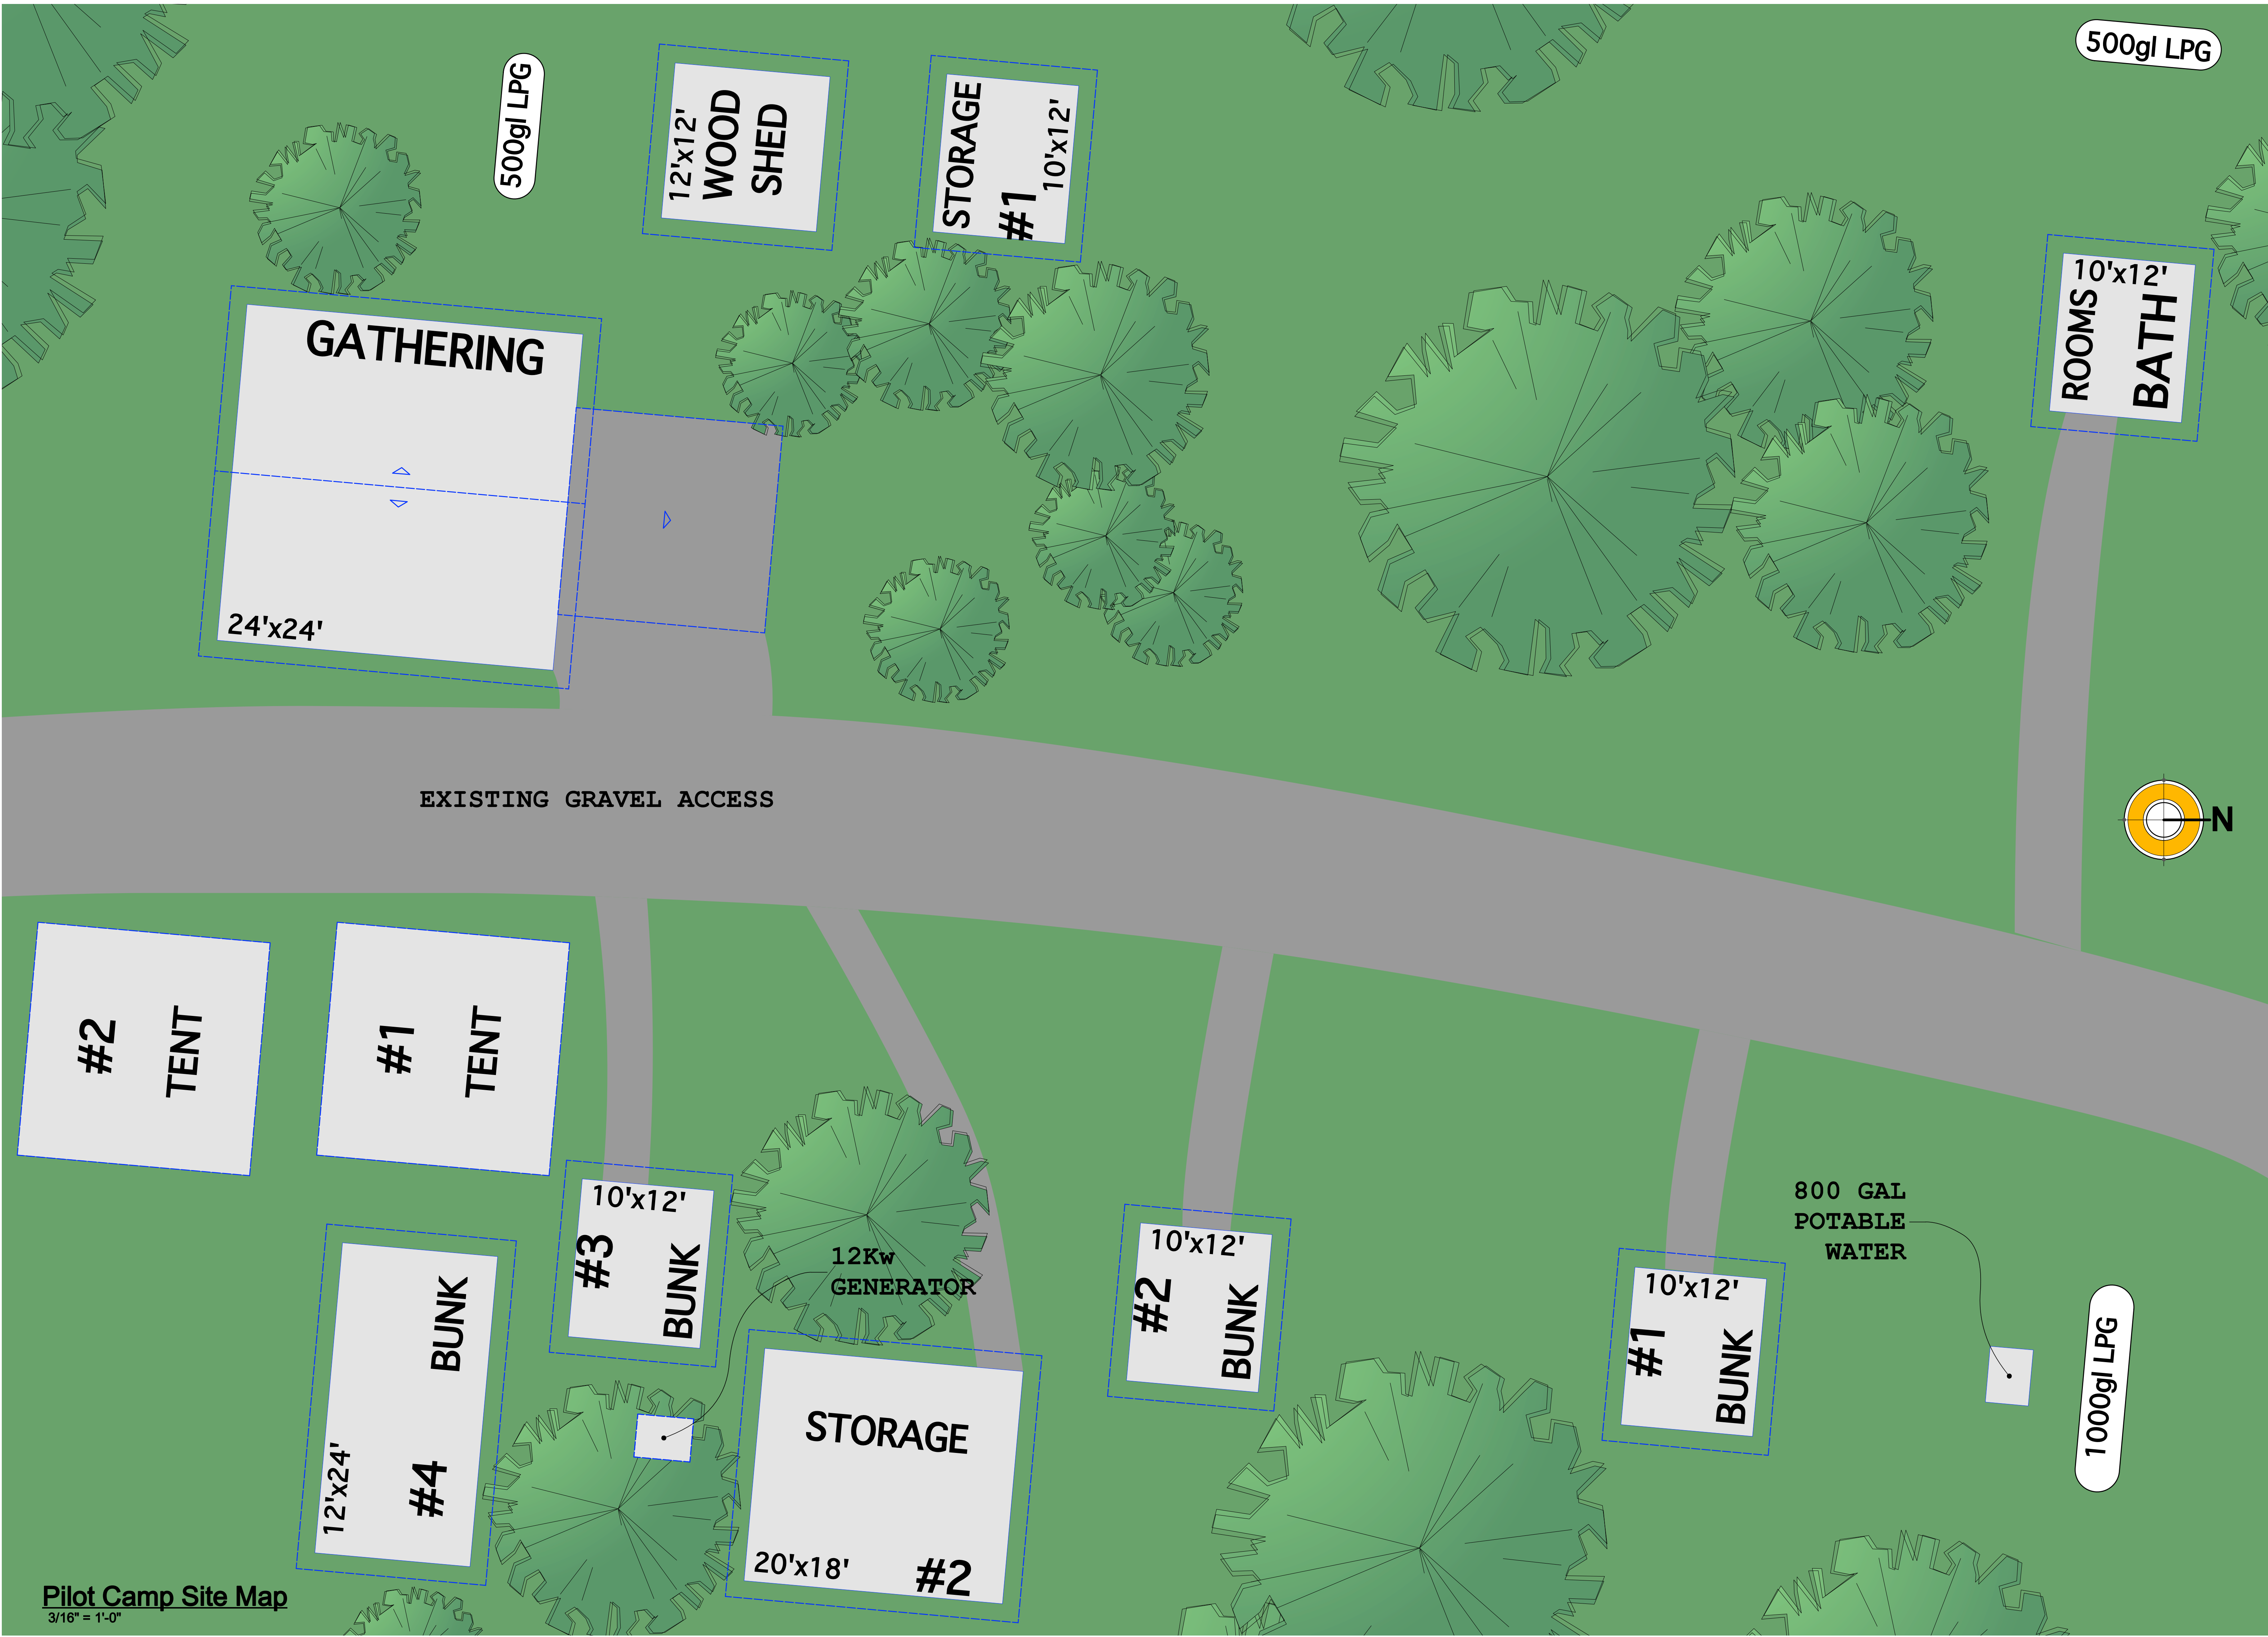 500gl LPG
12'x12'
WOOD
SHED
STORAGE
#1
10'x12'
500gl LPG
GATHERING
24'x24'
10'x12'
ROOMS
BATH
EXISTING GRAVEL ACCESS
N
#2
TENT
#1
TENT
10'x12'
#3
BUNK
12Kw
GENERATOR
10'x12'
#2
BUNK
10'x12'
#1
BUNK
800 GAL
POTABLE
WATER
1000gl LPG
BUNK
#4
12'x24'
STORAGE
20'x18'
#2
Pilot Camp Site Map
3/16" = 1'-0"